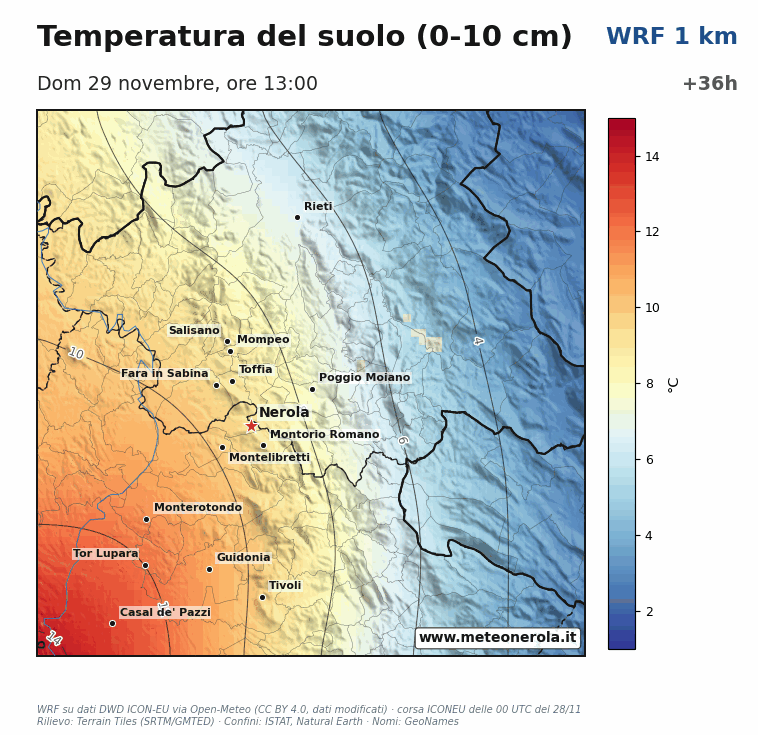 Temperatura del suolo (0-10 cm)
WRF 1 km
Dom 29 novembre, ore 13:00
+36h
Rieti
Salisano
Mompeo
Toffia
Fara in Sabina
Poggio Moiano
Nerola
Montorio Romano
Montelibretti
Monterotondo
Tor Lupara
Guidonia
Tivoli
Casal de' Pazzi
10
4
6
14
www.meteonerola.it
14
12
10
8
6
4
2
°C
WRF su dati DWD ICON-EU via Open-Meteo (CC BY 4.0, dati modificati) · corsa ICONEU delle 00 UTC del 28/11
Rilievo: Terrain Tiles (SRTM/GMTED) · Confini: ISTAT, Natural Earth · Nomi: GeoNames